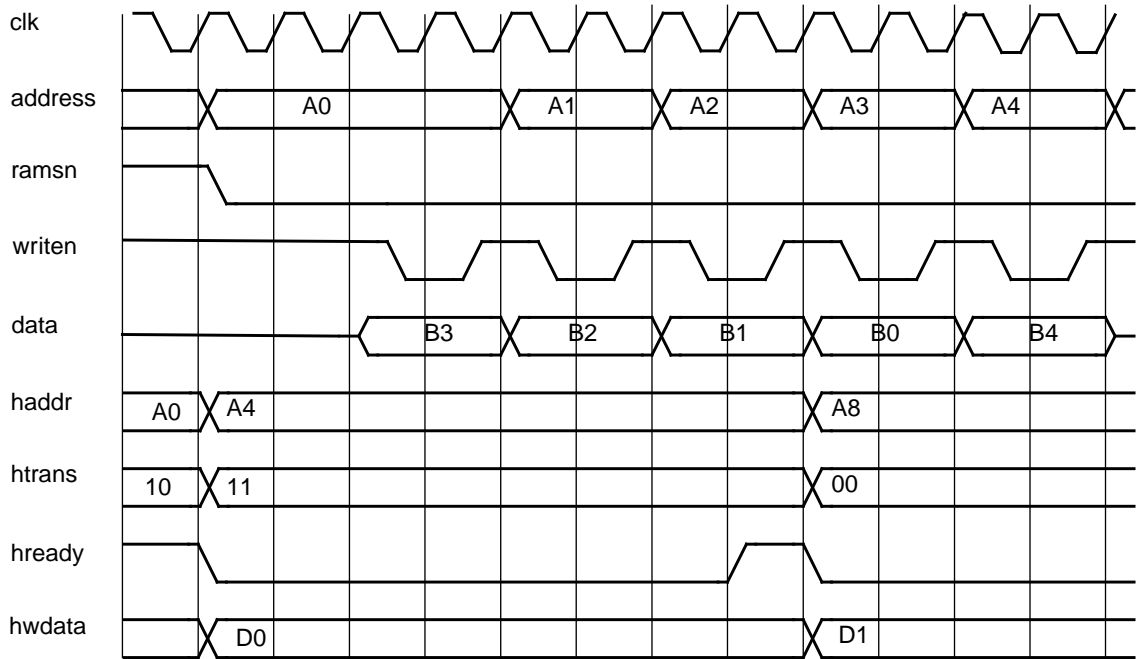 clk
address A0 A1 A2 A3 A4
ramsn
writen
data B3 B2 B1 B0 B4
haddr A0 A4 A8
htrans 10 11 00
hready
hwdata D0 D1